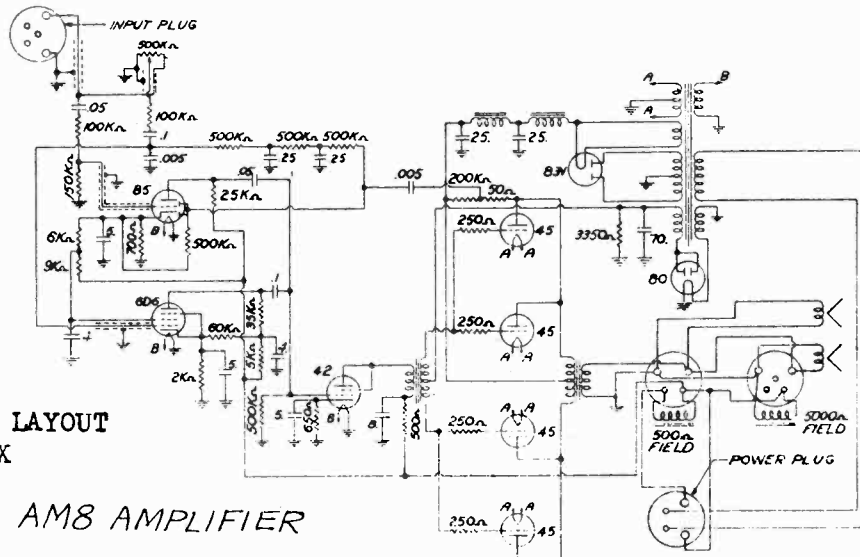 INPUT PLUG
500KΩ
.05
100KΩ
100KΩ
.1
.005
500KΩ
500KΩ
500KΩ
25
25
150KΩ
85
B
.05
25KΩ
.005
200KΩ
50Ω
25.
25.
83V
A
A
B
6KΩ
9KΩ
5.
700Ω
500KΩ
250Ω
45
A A
3350Ω
70.
80
6D6
B
.1
35KΩ
60KΩ
5KΩ
2KΩ
5.
250Ω
45
A A
42
B
500KΩ
5.
650Ω
8.
500Ω
250Ω
A A
45
250Ω
A A
45
500Ω
FIELD
5000Ω
FIELD
POWER PLUG
LAYOUT
X
AM8 AMPLIFIER